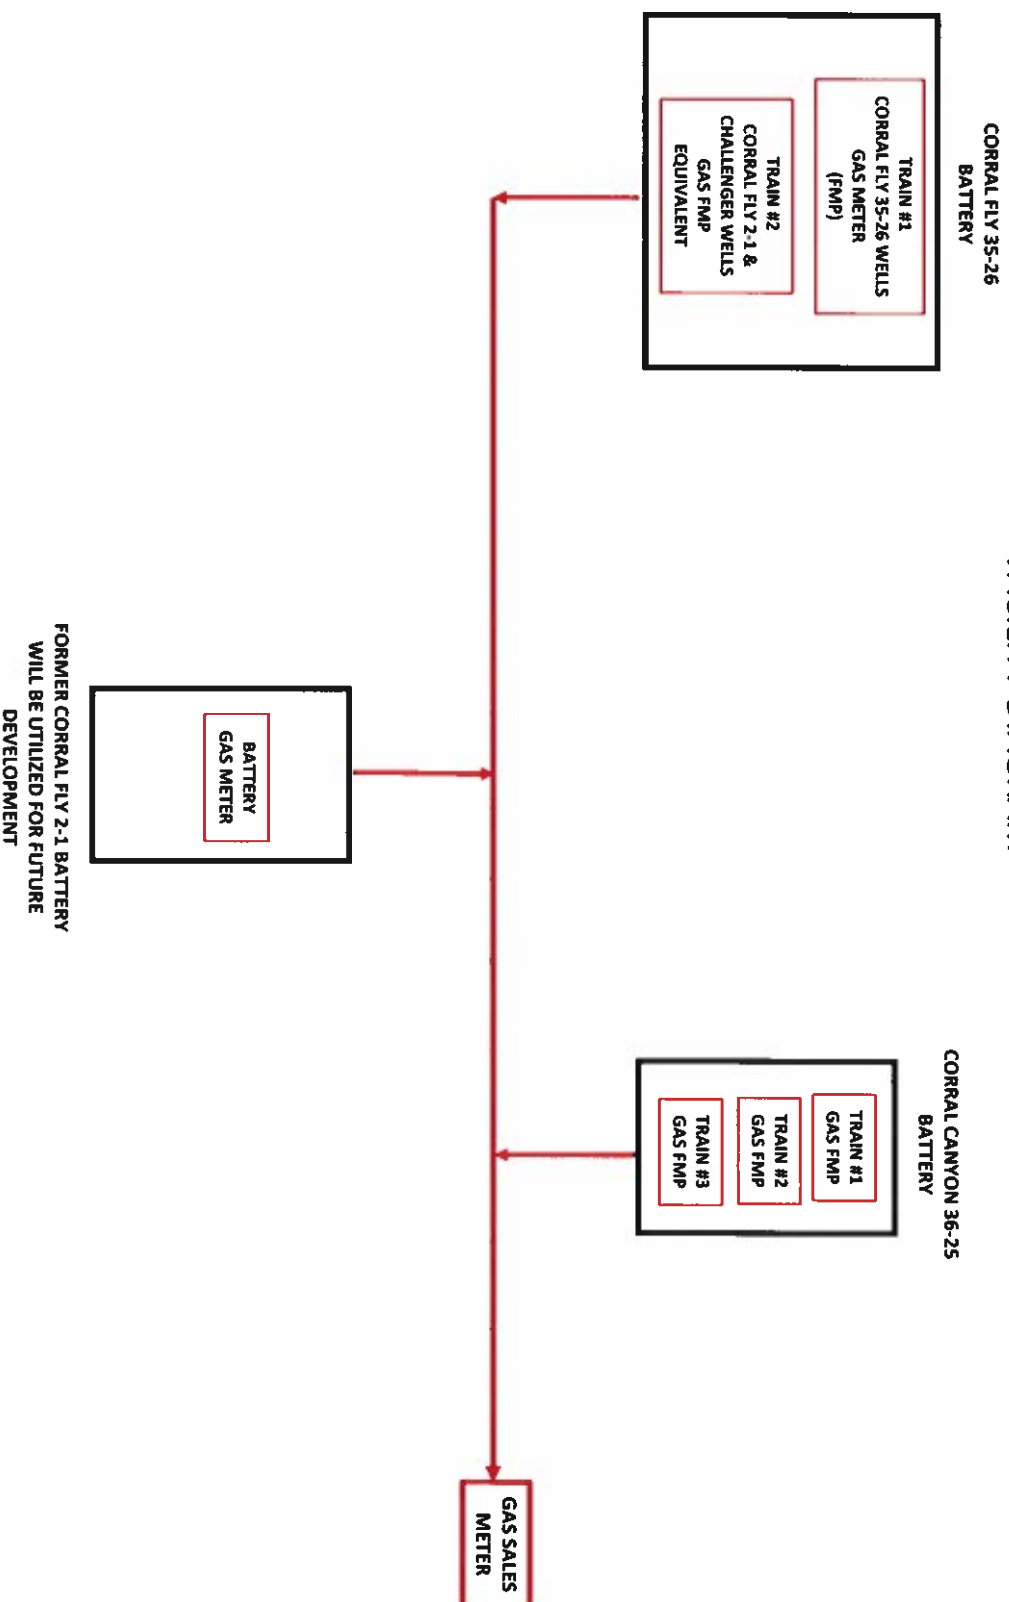 CORRAL FLY 35-26
BATTERY
TRAIN #1
CORRAL FLY 35-26 WELLS
GAS METER
(FMP)
TRAIN #2
CORRAL FLY 2-1 &
CHALLENGER WELLS
GAS FMP
EQUIVALENT
CORRAL CANYON 36-25
BATTERY
TRAIN #1
GAS FMP
TRAIN #2
GAS FMP
TRAIN #3
GAS FMP
BATTERY
GAS METER
FORMER CORRAL FLY 2-1 BATTERY
WILL BE UTILIZED FOR FUTURE
DEVELOPMENT
GAS SALES
METER